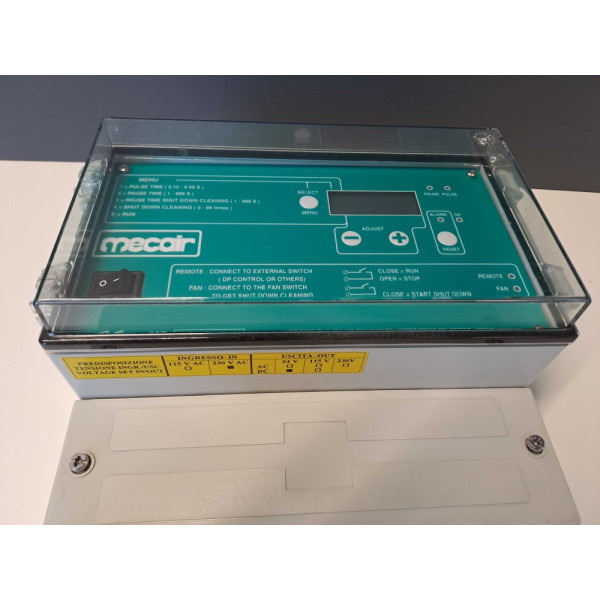 MENU
1 = PULSE TIME ( 0.10 - 0.99 S )
2 = PAUSE TIME ( 1 - 999 S )
3 = PAUSE TIME SHUT DOWN CLEANING ( 1 - 999 S )
4 = SHUT DOWN CLEANING ( 0 - 99 times )
5 = RUN
SELECT
MENU
ADJUST
PAUSE PULSE
ALARM
RESET
mecair
REMOTE : CONNECT TO EXTERNAL SWITCH
( DP CONTROL OR OTHERS )
FAN : CONNECT TO THE FAN SWITCH
TO GET SHUT DOWN CLEANING
CLOSE = RUN
OPEN = STOP
CLOSE = START SHUT DOWN
REMOTE
FAN
PREDISPOSIZIONE
TENSIONE INGR/USC
VOLTAGE SET IN/OUT
INGRESSO-IN
115 V AC 230 V AC
USCITA-OUT
24 V 115 V 230V
AC
DC